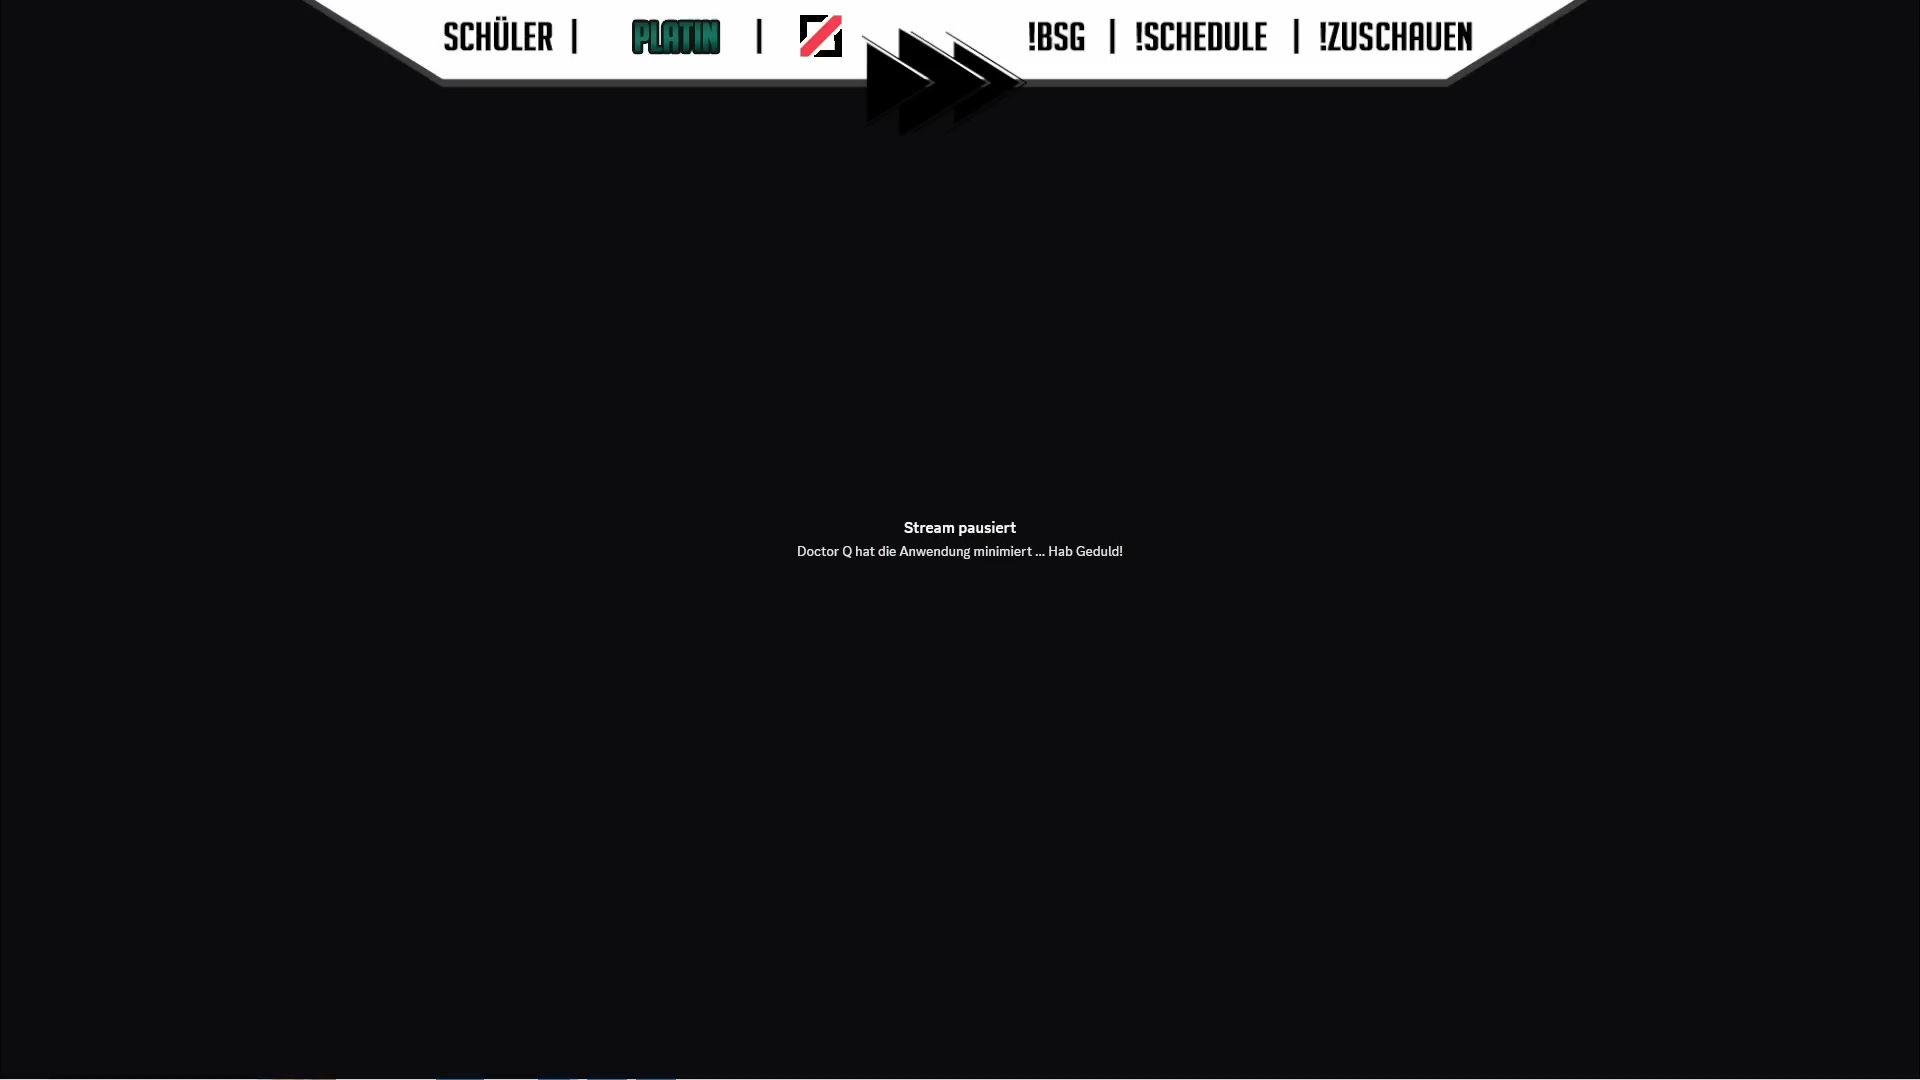 SCHÜLER | PLATIN | !BSG | !SCHEDULE | !ZUSCHAUEN
Stream pausiert
Doctor Q hat die Anwendung minimiert ... Hab Geduld!